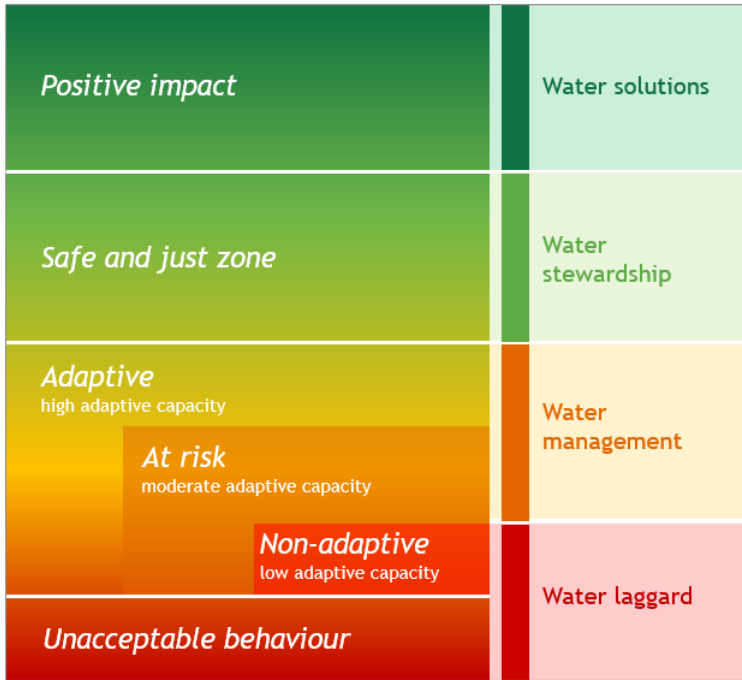 Positive impact
Water solutions
Safe and just zone
Water
stewardship
Adaptive
high adaptive capacity
At risk
moderate adaptive capacity
Water
management
Non-adaptive
low adaptive capacity
Unacceptable behaviour
Water laggard